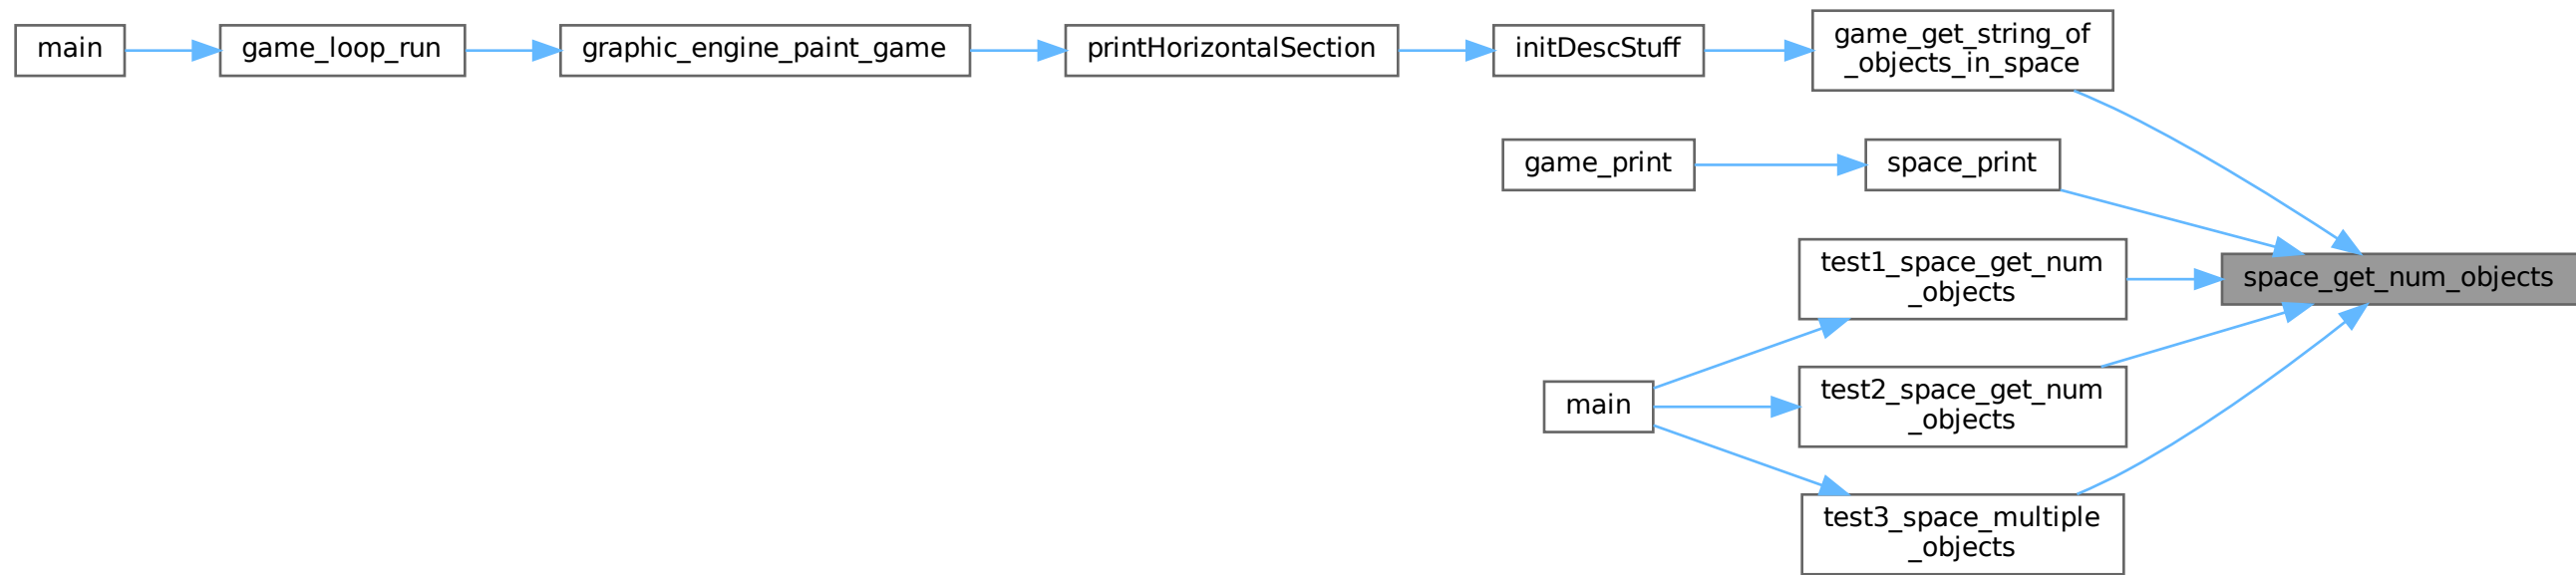 main
game_loop_run
graphic_engine_paint_game
printHorizontalSection
initDescStuff
game_get_string_of
_objects_in_space
game_print
space_print
test1_space_get_num
_objects
space_get_num_objects
main
test2_space_get_num
_objects
test3_space_multiple
_objects